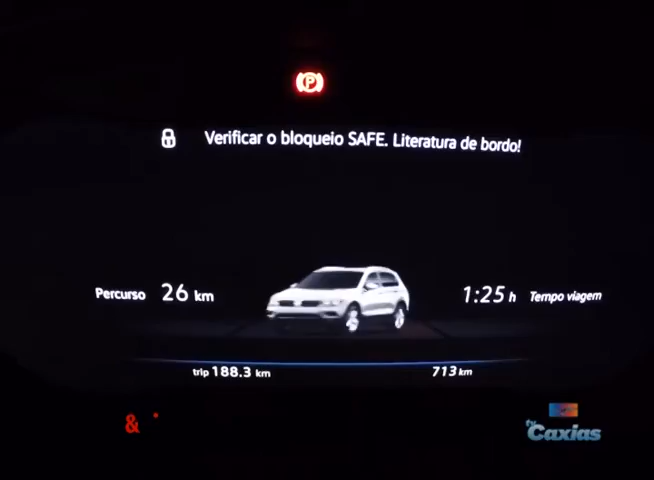 P
Verificar o bloqueio SAFE. Literatura de bordo!
Percurso 26 km
1:25 h Tempo viagem
trip 188.3 km
713 km
&
tv Caxias